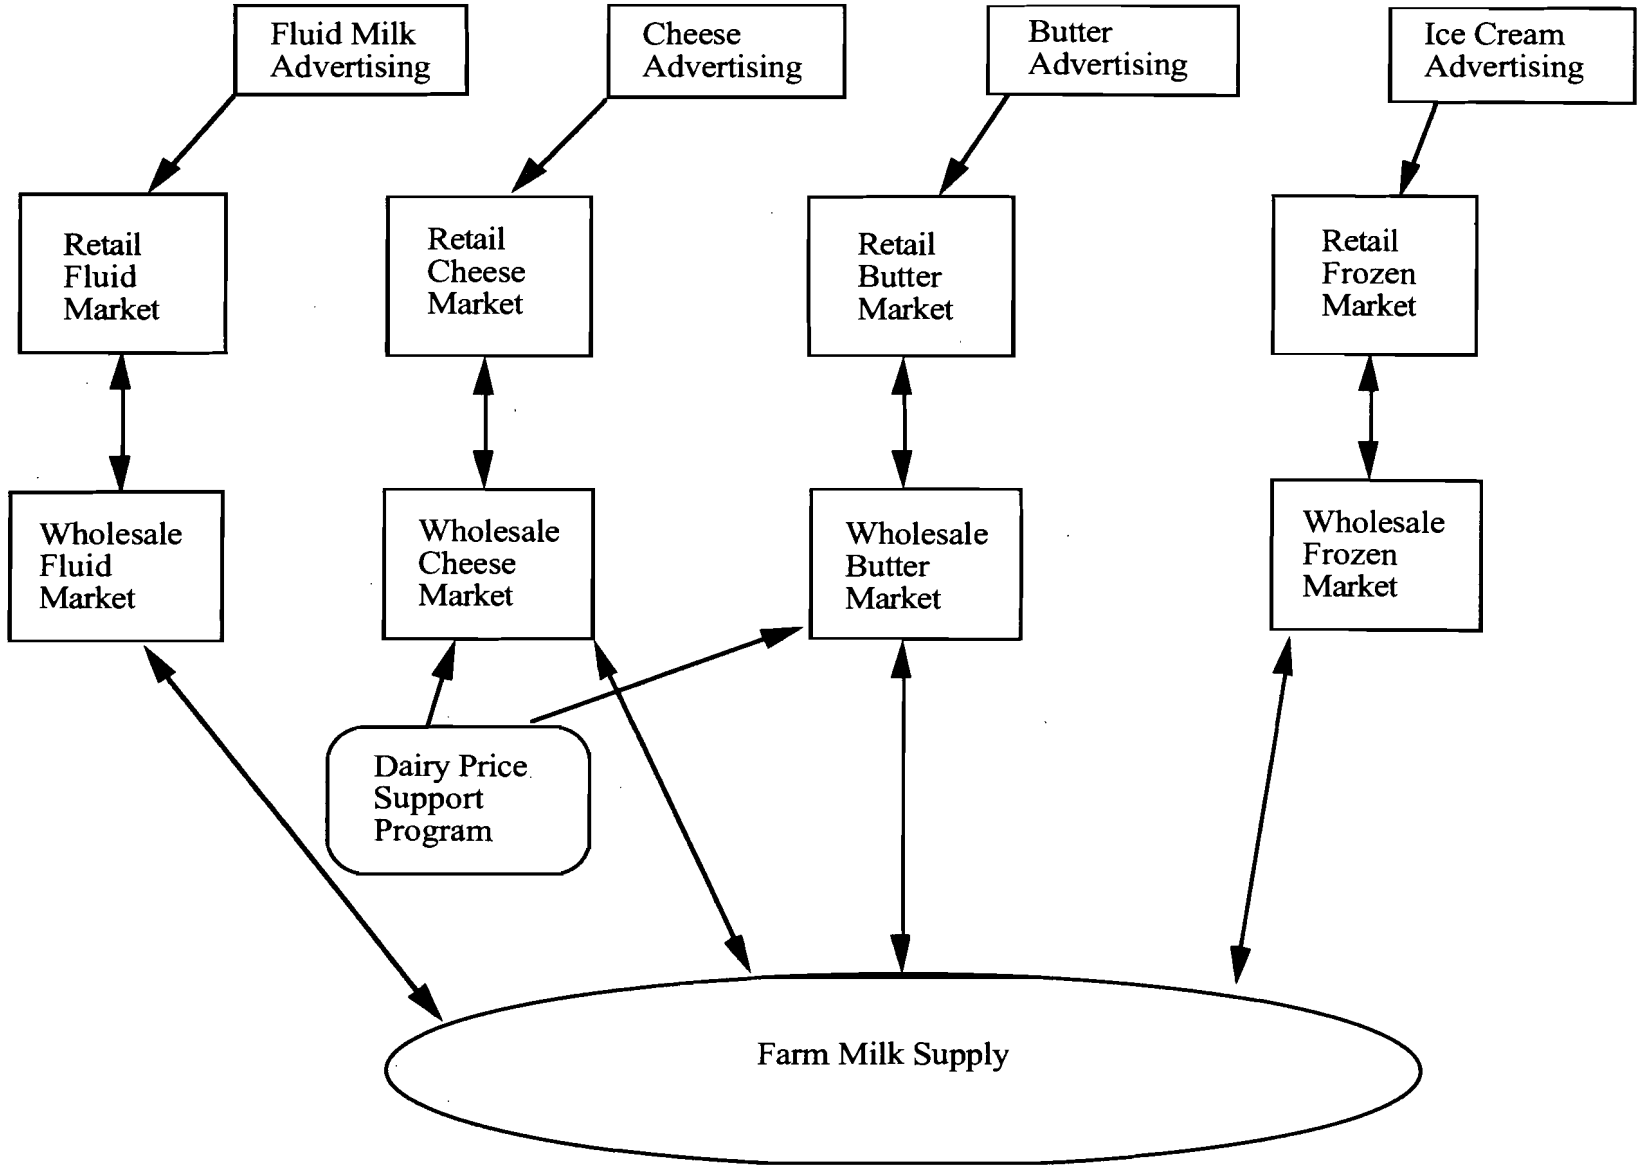 Fluid Milk
Advertising
Cheese
Advertising
Butter
Advertising
Ice Cream
Advertising
Retail
Fluid
Market
Retail
Cheese
Market
Retail
Butter
Market
Retail
Frozen
Market
Wholesale
Fluid
Market
Wholesale
Cheese
Market
Wholesale
Butter
Market
Wholesale
Frozen
Market
Dairy Price
Support
Program
Farm Milk Supply